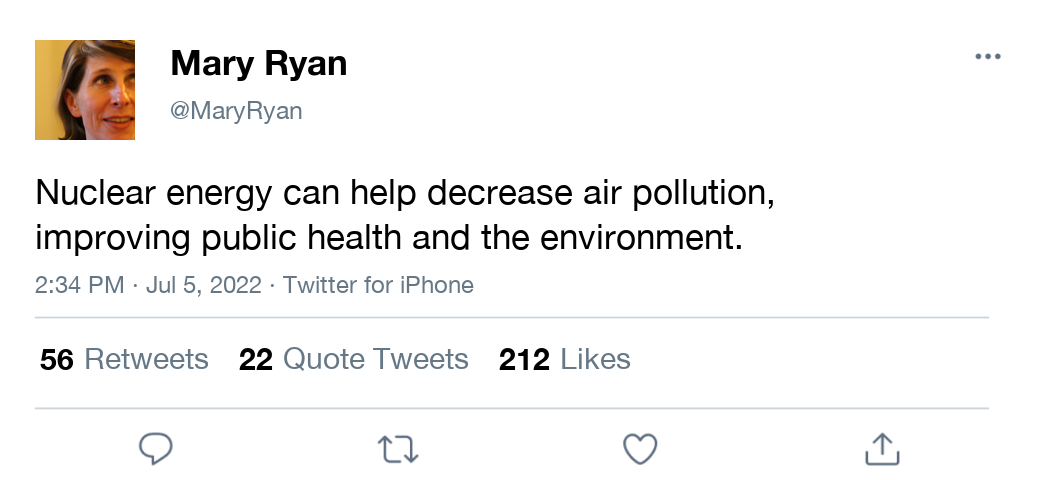 Mary Ryan
@MaryRyan
Nuclear energy can help decrease air pollution,
improving public health and the environment.
2:34 PM · Jul 5, 2022 · Twitter for iPhone
56 Retweets 22 Quote Tweets 212 Likes